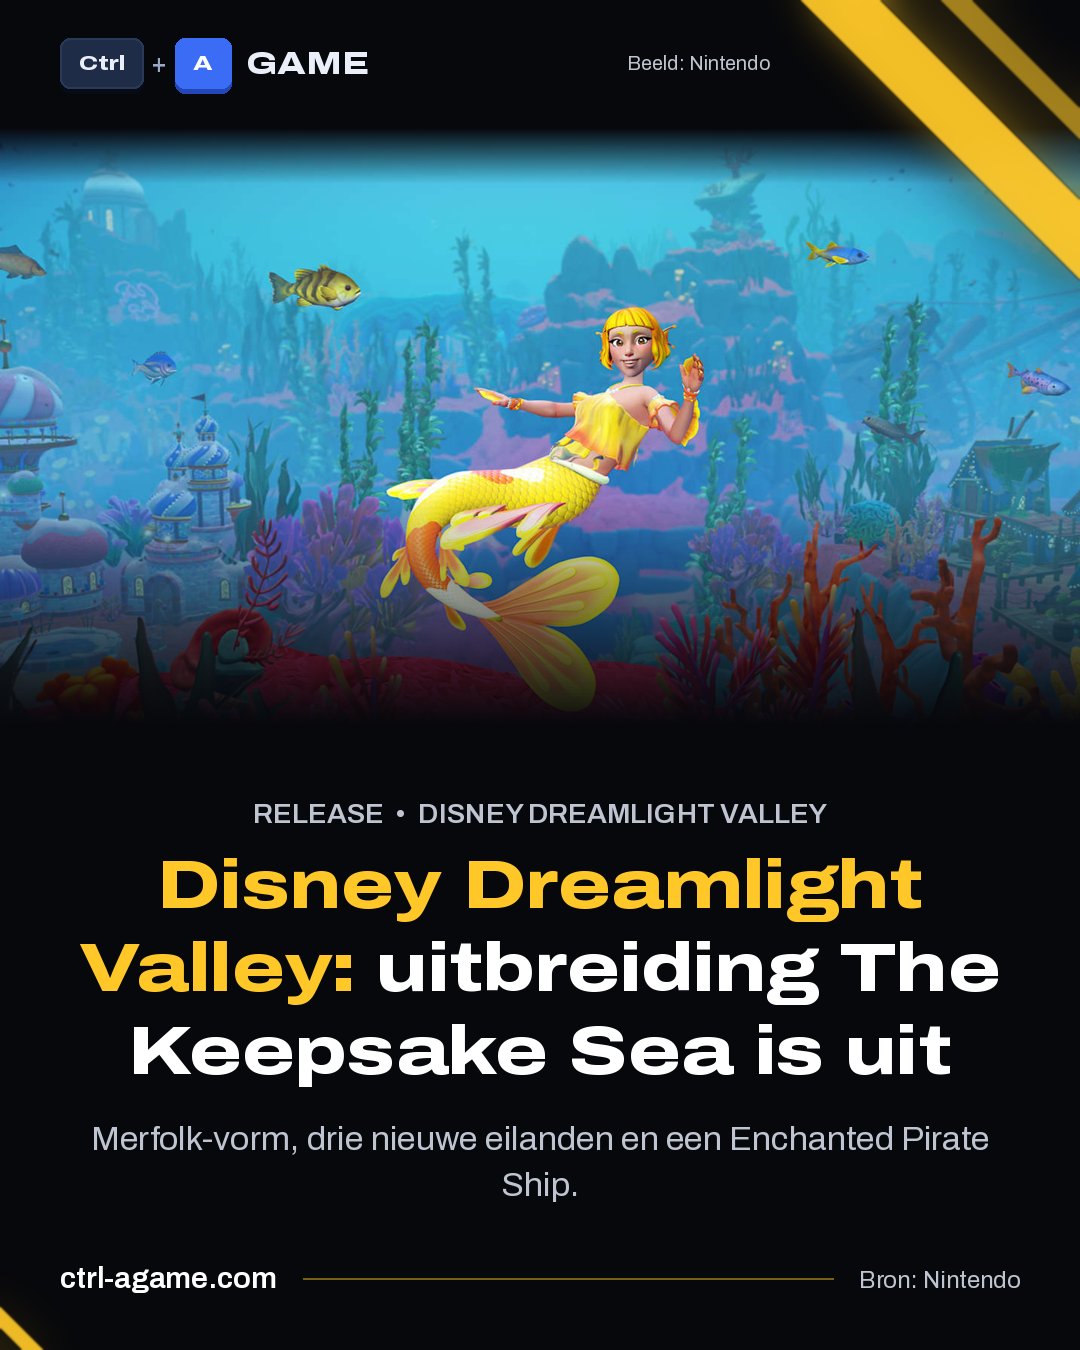 Ctrl + A GAME
Beeld: Nintendo
RELEASE • DISNEY DREAMLIGHT VALLEY
Disney Dreamlight
Valley: uitbreiding The
Keepsake Sea is uit
Merfolk-vorm, drie nieuwe eilanden en een Enchanted Pirate
Ship.
ctrl-agame.com
Bron: Nintendo